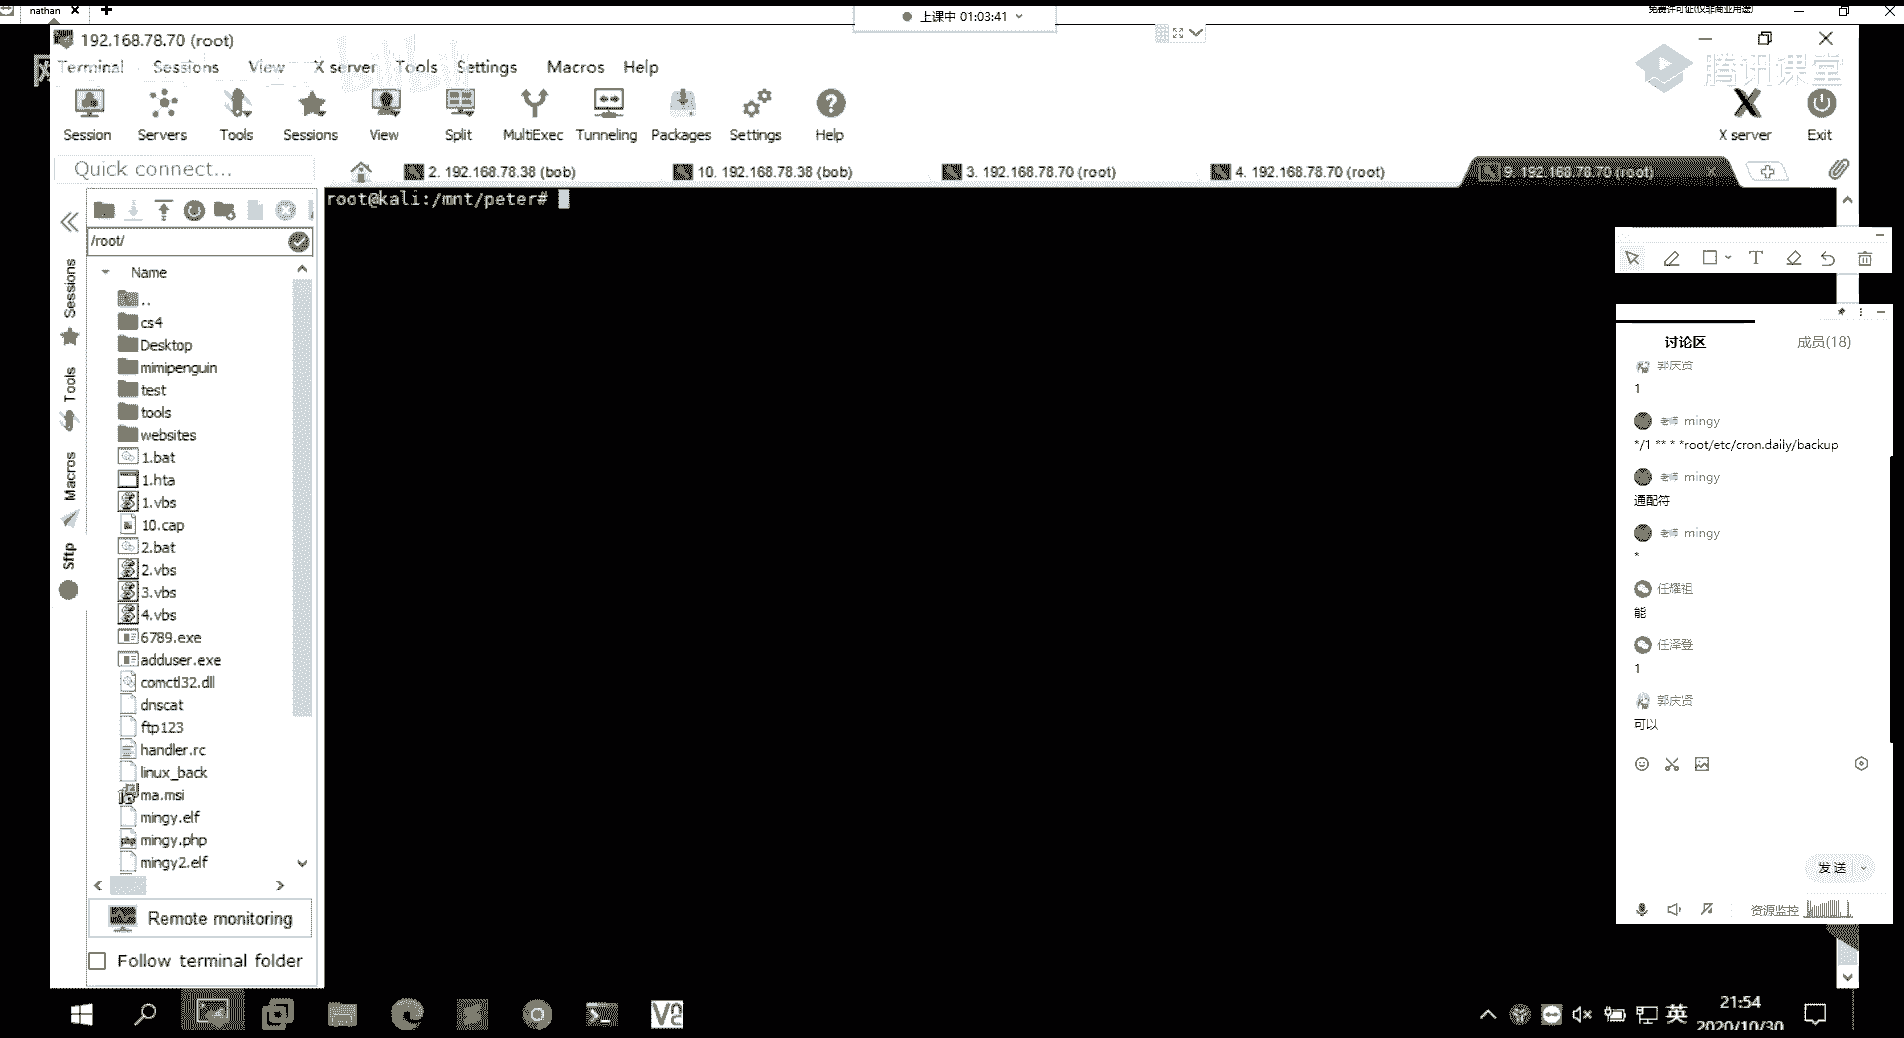 nathan
上课中 01:03:41
免费许可证(仅非商业用途)
192.168.78.70 (root)
Terminal Sessions View X server Tools Settings Macros Help
腾讯课堂
Session Servers Tools Sessions View Split MultiExec Tunneling Packages Settings Help
X server Exit
Quick connect...
2. 192.168.78.38 (bob)
10. 192.168.78.38 (bob)
3. 192.168.78.70 (root)
4. 192.168.78.70 (root)
9. 192.168.78.70 (root)
root@kali:/mnt/peter#
/root/
Sessions
Tools
Macros
Sftp
Name
..
cs4
Desktop
mimipenguin
test
tools
websites
1.bat
1.hta
1.vbs
10.cap
2.bat
2.vbs
3.vbs
4.vbs
6789.exe
adduser.exe
comctl32.dll
dnscat
ftp123
handler.rc
linux_back
ma.msi
mingy.elf
mingy.php
mingy2.elf
Remote monitoring
Follow terminal folder
讨论区 成员(18)
郭庆贤
1
老师 mingy
*/1 ** * *root/etc/cron.daily/backup
老师 mingy
通配符
老师 mingy
*
任耀祖
能
任泽登
1
郭庆贤
可以
发送
资源监控
英
21:54
2020/10/30